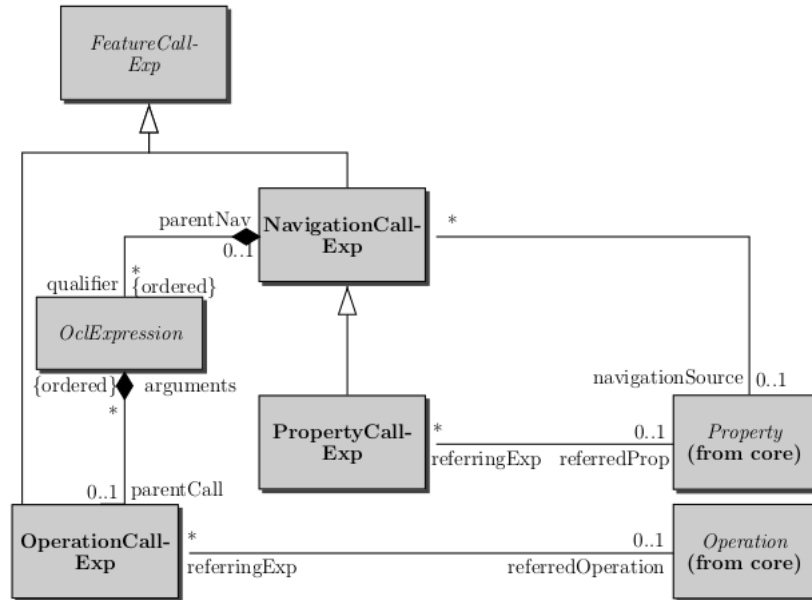 FeatureCall-
Exp
parentNav
0..1
NavigationCall-
Exp
*
qualifier
*
{ordered}
OclExpression
{ordered}
arguments
*
navigationSource
0..1
PropertyCall-
Exp
*
referringExp
0..1
referredProp
Property
(from core)
0..1
parentCall
OperationCall-
Exp
*
referringExp
0..1
referredOperation
Operation
(from core)